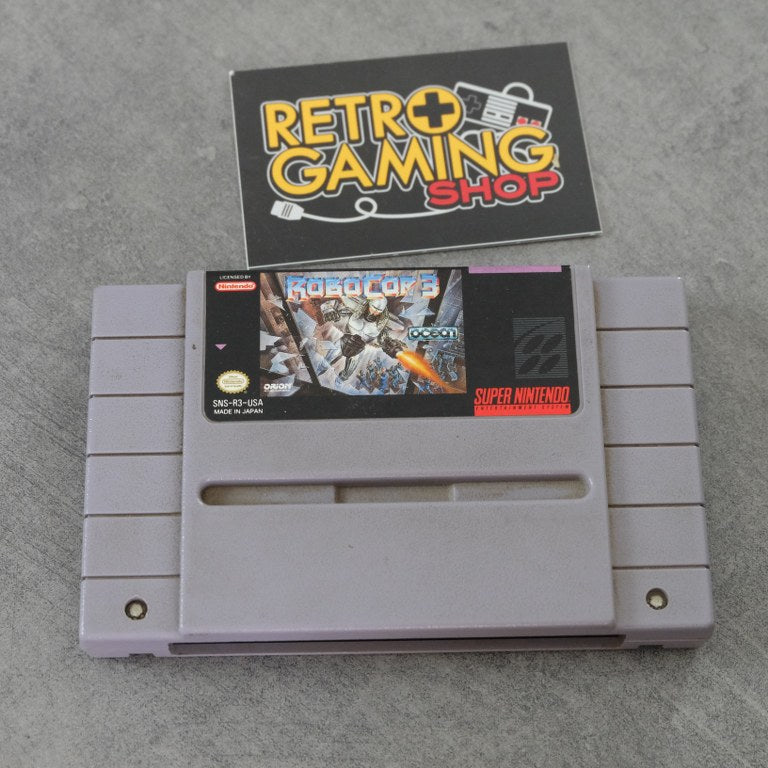 RETRO
GAMING
SHOP
LICENSED BY
Nintendo
ROBOCOP 3
ocean
ORION
SNS-R3-USA
MADE IN JAPAN
SUPER NINTENDO
ENTERTAINMENT SYSTEM